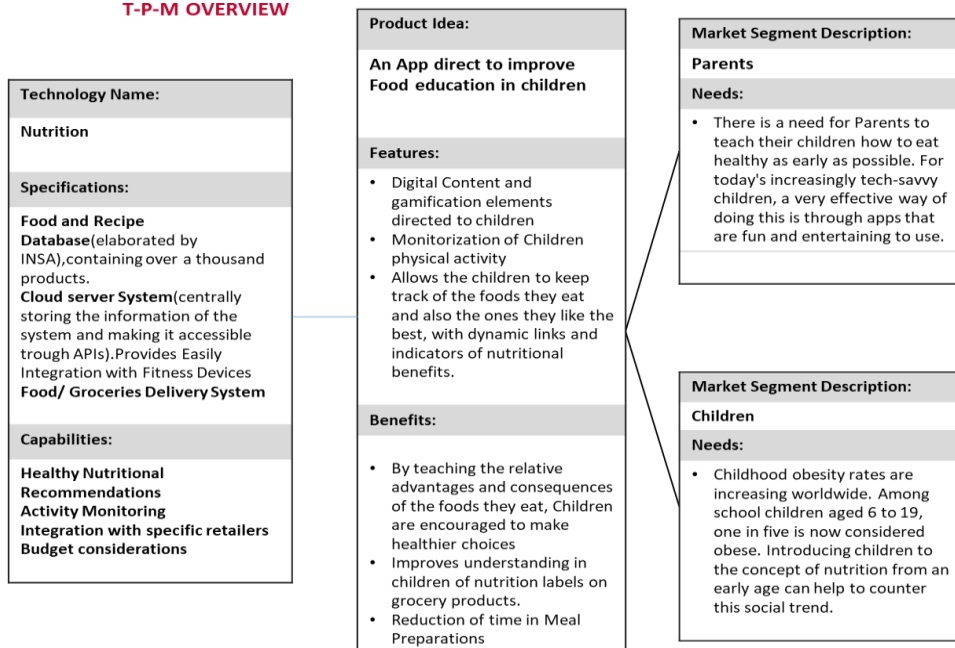 T-P-M OVERVIEW
Technology Name:
Nutrition
Specifications:
Food and Recipe
Database(elaborated by
INSA),containing over a thousand
products.
Cloud server System(centrally
storing the information of the
system and making it accessible
trough APIs).Provides Easily
Integration with Fitness Devices
Food/ Groceries Delivery System
Capabilities:
Healthy Nutritional
Recommendations
Activity Monitoring
Integration with specific retailers
Budget considerations
Product Idea:
An App direct to improve
Food education in children
Features:
• Digital Content and
gamification elements
directed to children
• Monitorization of Children
physical activity
• Allows the children to keep
track of the foods they eat
and also the ones they like the
best, with dynamic links and
indicators of nutritional
benefits.
Benefits:
• By teaching the relative
advantages and consequences
of the foods they eat, Children
are encouraged to make
healthier choices
• Improves understanding in
children of nutrition labels on
grocery products.
• Reduction of time in Meal
Preparations
Market Segment Description:
Parents
Needs:
• There is a need for Parents to
teach their children how to eat
healthy as early as possible. For
today's increasingly tech-savvy
children, a very effective way of
doing this is through apps that
are fun and entertaining to use.
Market Segment Description:
Children
Needs:
• Childhood obesity rates are
increasing worldwide. Among
school children aged 6 to 19,
one in five is now considered
obese. Introducing children to
the concept of nutrition from an
early age can help to counter
this social trend.